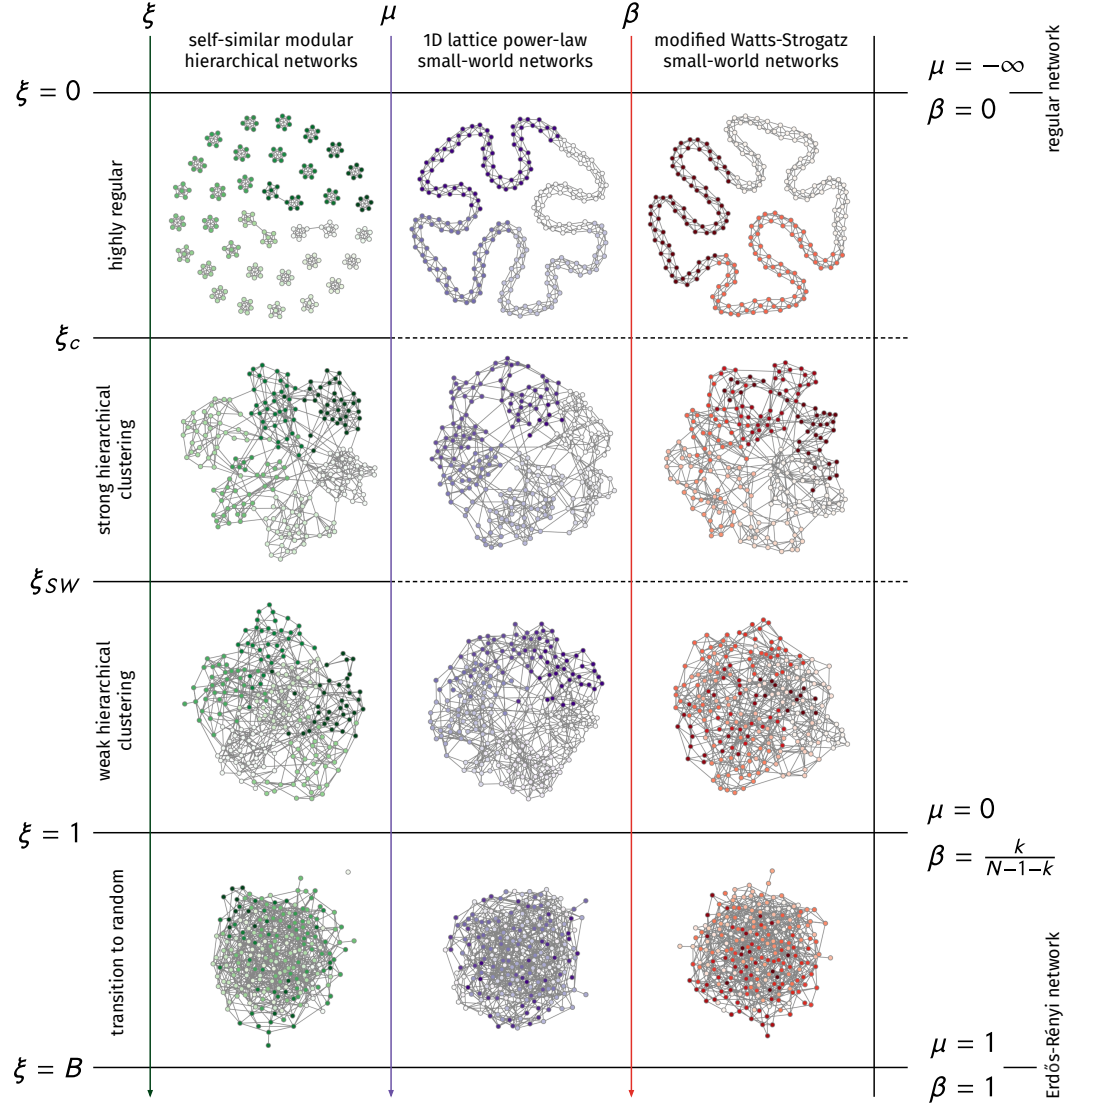 ξ
μ
β
self-similar modular
hierarchical networks
1D lattice power-law
small-world networks
modified Watts-Strogatz
small-world networks
ξ = 0
μ = −∞
β = 0
regular network
highly regular
ξc
strong hierarchical
clustering
ξSW
weak hierarchical
clustering
ξ = 1
μ = 0
β = k/(N−1−k)
transition to random
ξ = B
μ = 1
β = 1
Erdős-Rényi network